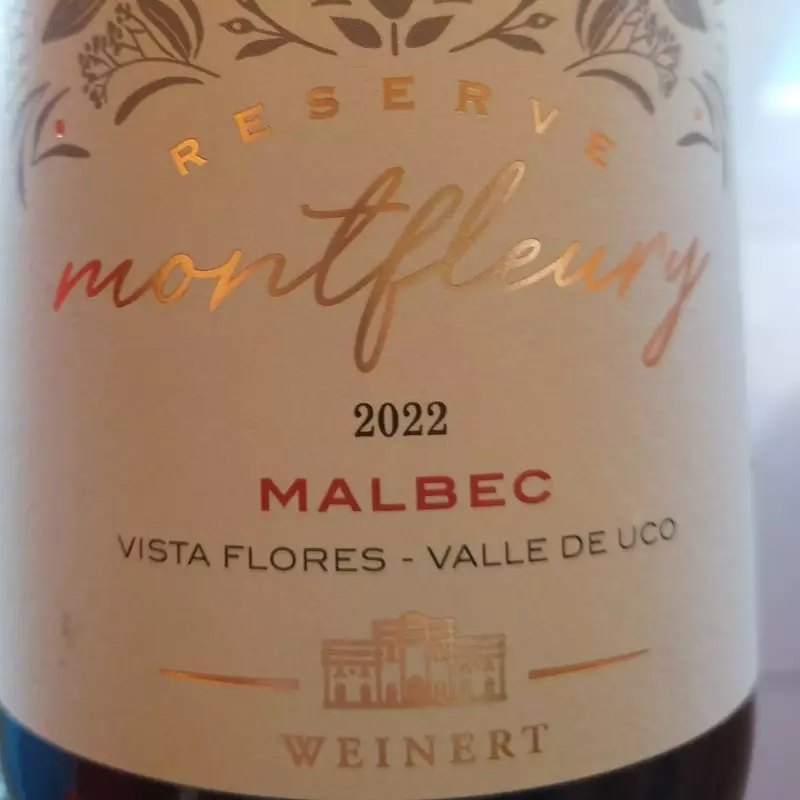 RESERVE
montfleury
2022
MALBEC
VISTA FLORES - VALLE DE UCO
WEINERT